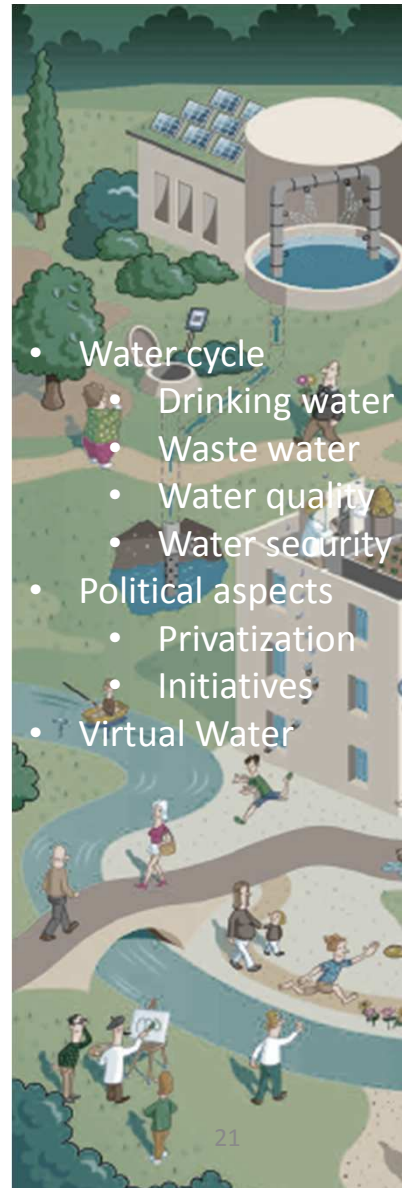 • Water cycle
• Drinking water
• Waste water
• Water quality
• Water security
• Political aspects
• Privatization
• Initiatives
• Virtual Water
21